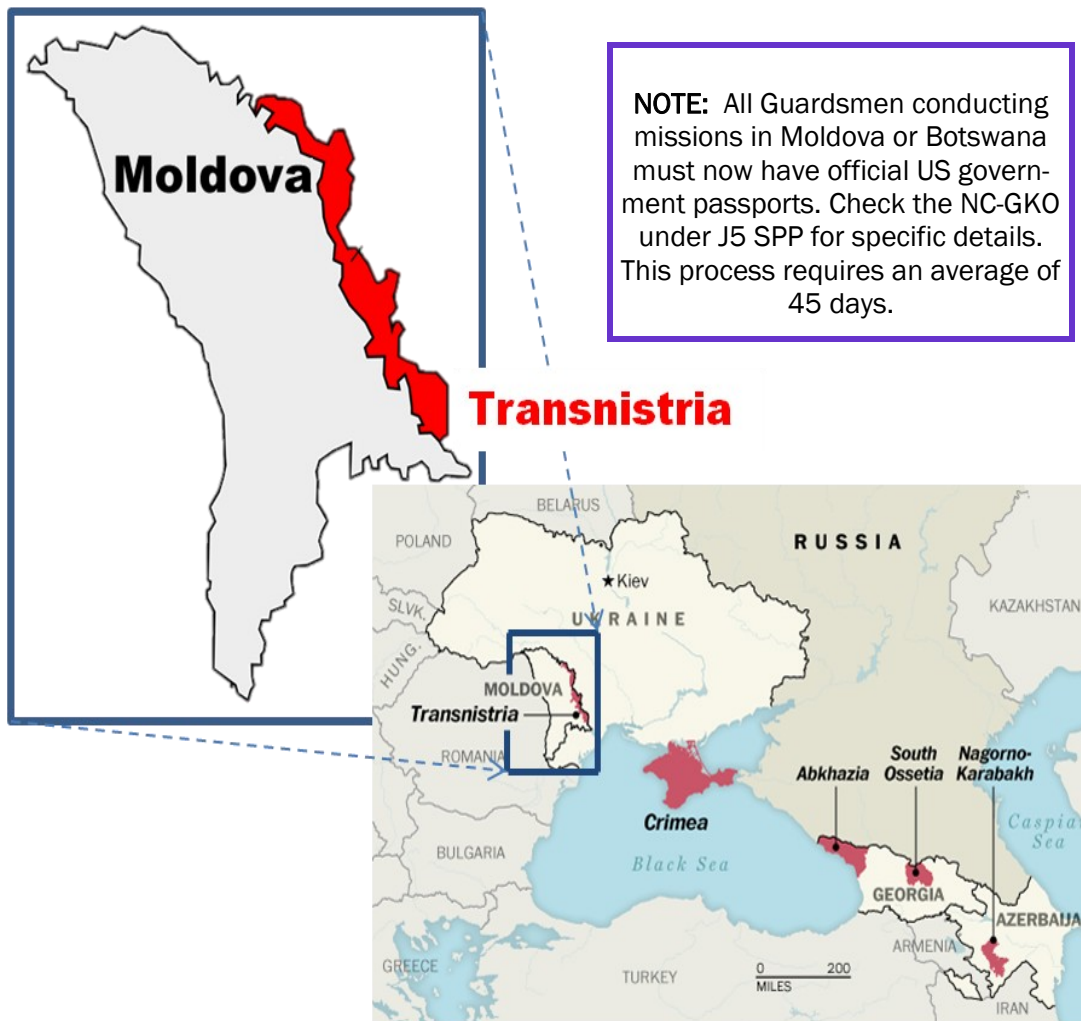 Moldova
NOTE: All Guardsmen conducting
missions in Moldova or Botswana
must now have official US govern-
ment passports. Check the NC-GKO
under J5 SPP for specific details.
This process requires an average of
45 days.
Transnistria
BELARUS
POLAND
RUSSIA
Kiev
SLVK.
UKRAINE
KAZAKHSTAN
HUNG.
MOLDOVA
Transnistria
ROMANIA
Abkhazia
South
Ossetia
Nagorno-
Karabakh
Crimea
Caspia
Sea
Black Sea
BULGARIA
GEORGIA
AZERBAIJA
ARMENIA
GREECE
TURKEY
0 200
MILES
IRAN